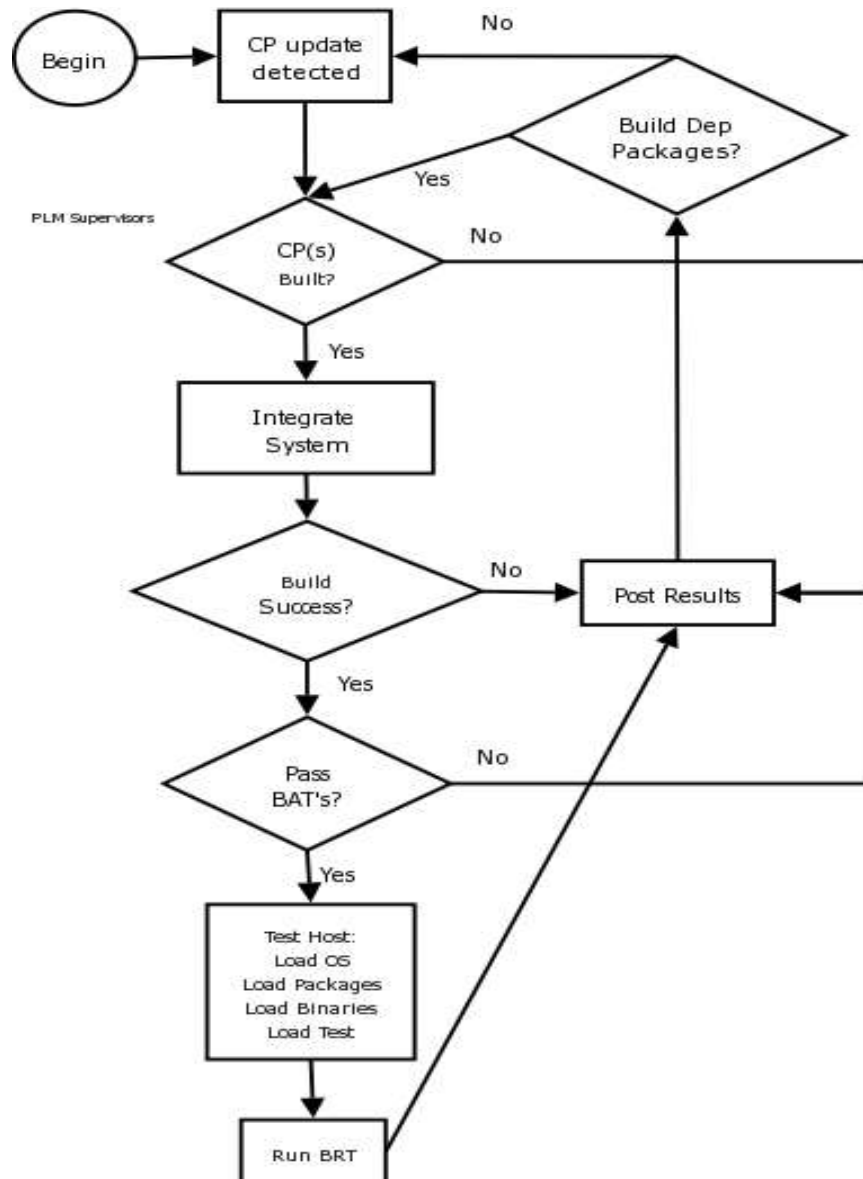 Begin
CP update
detected
No
Build Dep
Packages?
Yes
PLM Supervisors
CP(s)
Built?
No
Yes
Integrate
System
Build
Success?
No
Post Results
Yes
Pass
BAT's?
No
Yes
Test Host:
Load OS
Load Packages
Load Binaries
Load Test
Run BRT